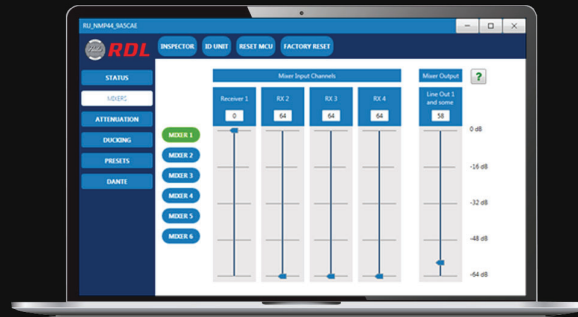 RU_NMP44_9A5CAE
RDL
INSPECTOR
ID UNIT
RESET MCU
FACTORY RESET
STATUS
MIXERS
ATTENUATION
DUCKING
PRESETS
DANTE
Mixer Input Channels
Mixer Output
?
Receiver 1
RX 2
RX 3
RX 4
Line Out 1
and some
0
64
64
64
58
MIXER 1
MIXER 2
MIXER 3
MIXER 4
MIXER 5
MIXER 6
0 dB
-16 dB
-32 dB
-48 dB
-64 dB